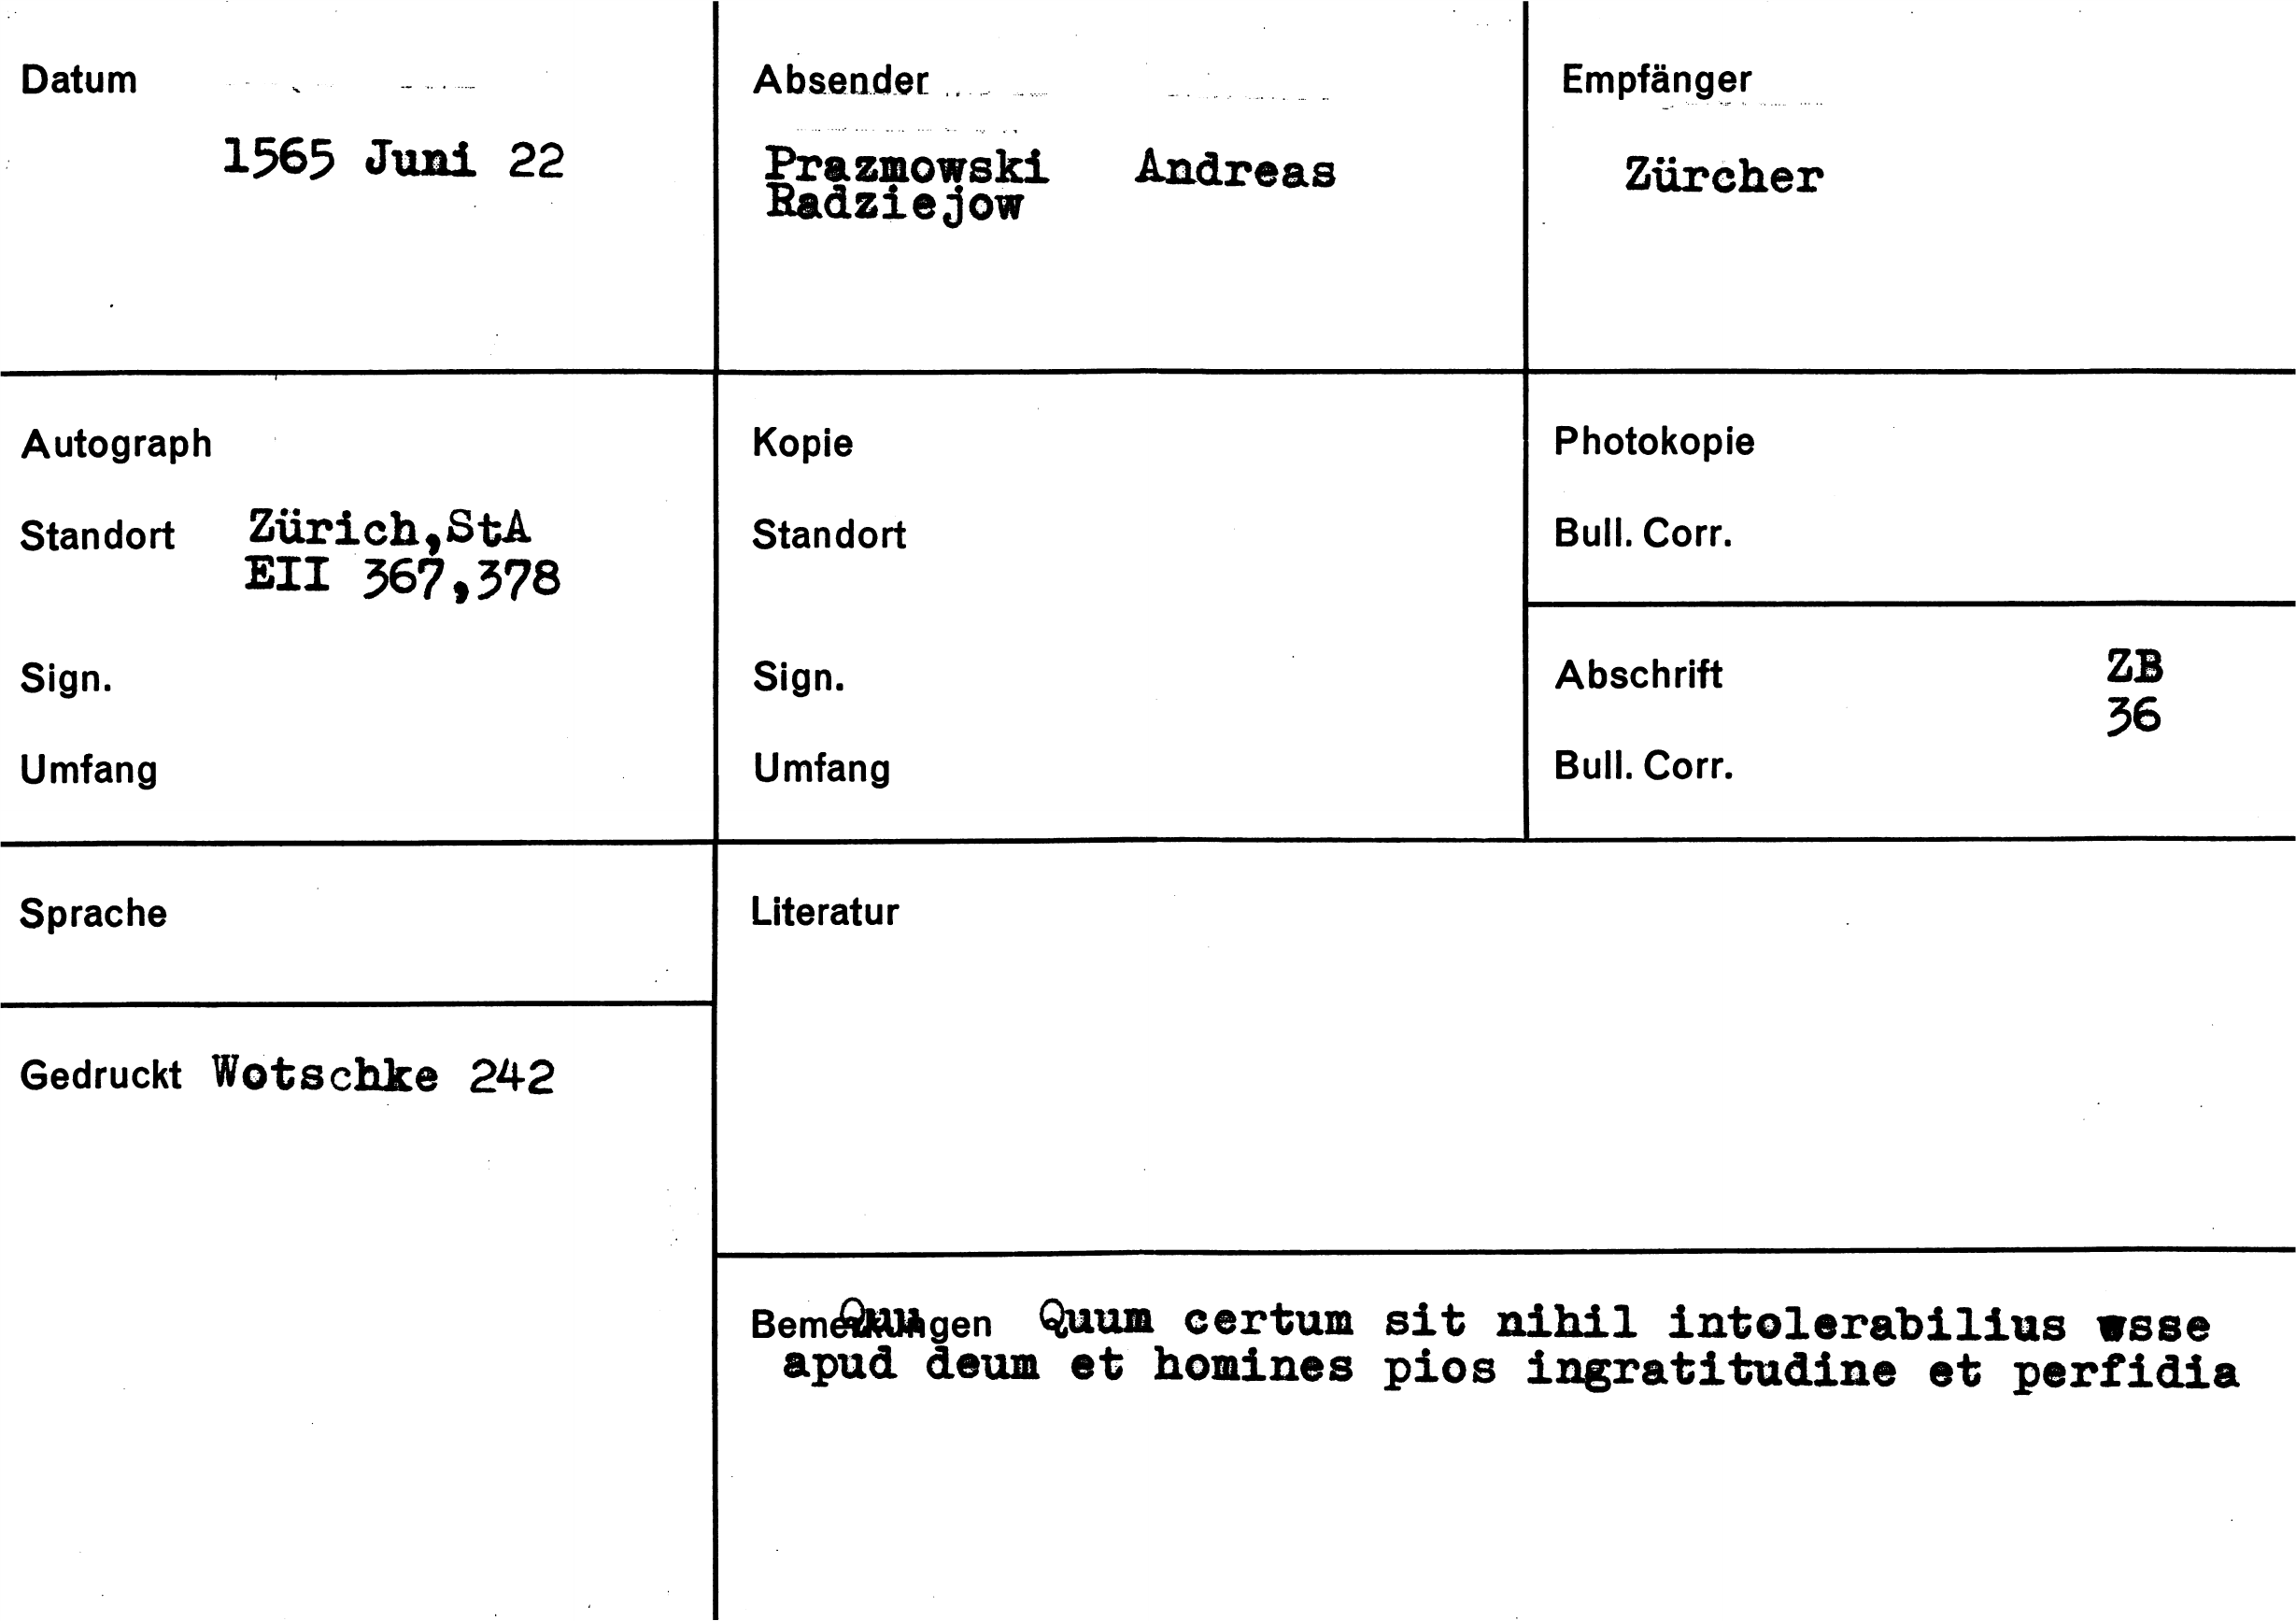 Datum
1565 Juni 22
Absender
Prazmowski Andreas
Radziejow
Empfänger
Zürcher
Autograph
Standort Zürich,StA
EII 367,378
Sign.
Umfang
Kopie
Standort
Sign.
Umfang
Photokopie
Bull. Corr.
Abschrift ZB
36
Bull. Corr.
Sprache
Gedruckt Wotschke 242
Literatur
Bemerkungen Quum certum sit nihil intolerabilius esse
apud deum et homines pios ingratitudine et perfidia